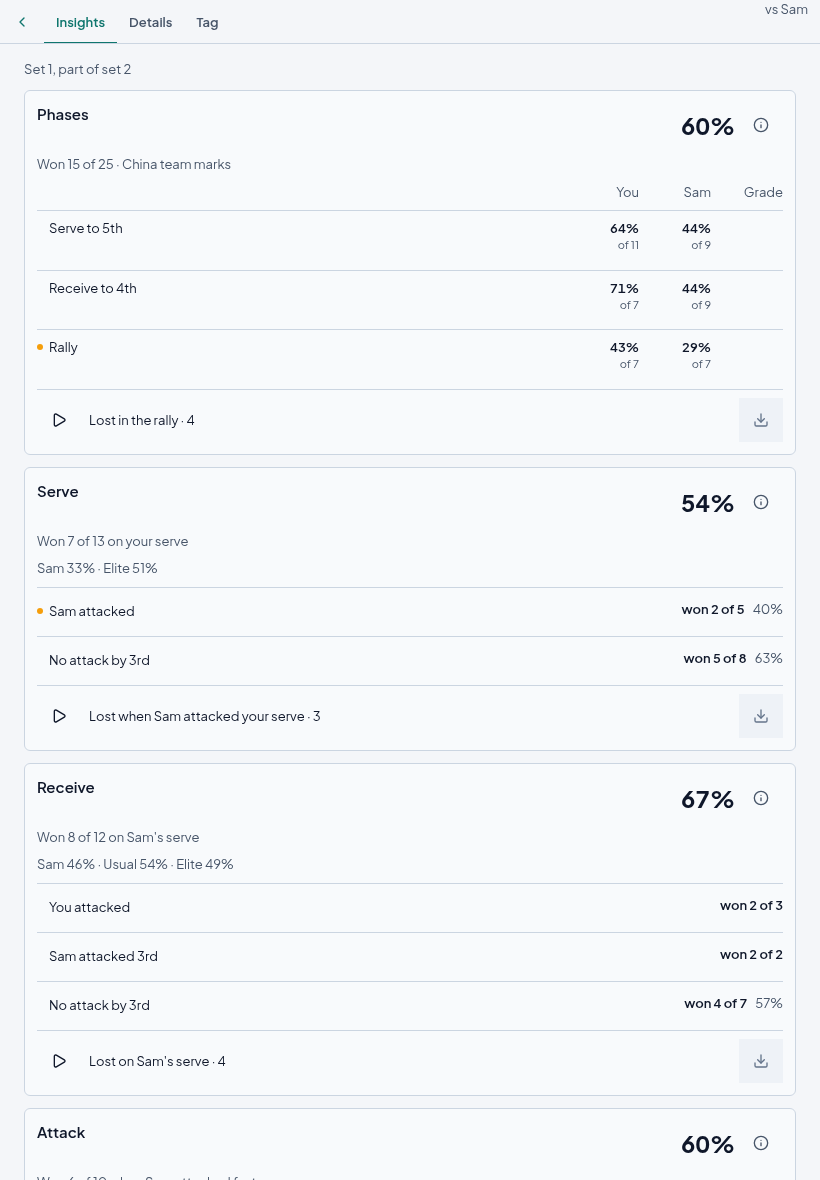 vs Sam
Insights Details Tag
Set 1, part of set 2
Phases
60%
Won 15 of 25 · China team marks
You Sam Grade
Serve to 5th 64% 44%
of 11 of 9
Receive to 4th 71% 44%
of 7 of 9
Rally 43% 29%
of 7 of 7
Lost in the rally · 4
Serve
54%
Won 7 of 13 on your serve
Sam 33% · Elite 51%
Sam attacked won 2 of 5 40%
No attack by 3rd won 5 of 8 63%
Lost when Sam attacked your serve · 3
Receive
67%
Won 8 of 12 on Sam's serve
Sam 46% · Usual 54% · Elite 49%
You attacked won 2 of 3
Sam attacked 3rd won 2 of 2
No attack by 3rd won 4 of 7 57%
Lost on Sam's serve · 4
Attack
60%